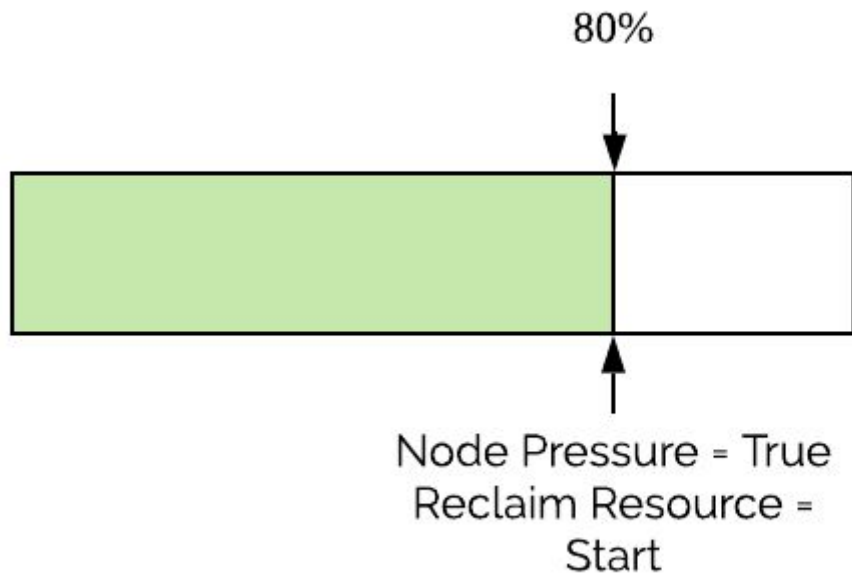 80%
Node Pressure = True
Reclaim Resource =
Start